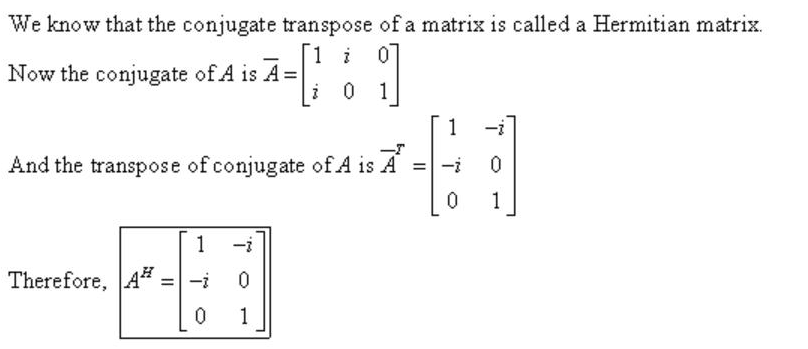 We know that the conjugate transpose of a matrix is called a Hermitian matrix.
Now the conjugate of A is A̅ = [1 i 0; i 0 1]
And the transpose of conjugate of A is A̅ᵀ = [1 −i; −i 0; 0 1]
Therefore, Aᴴ = [1 −i; −i 0; 0 1]